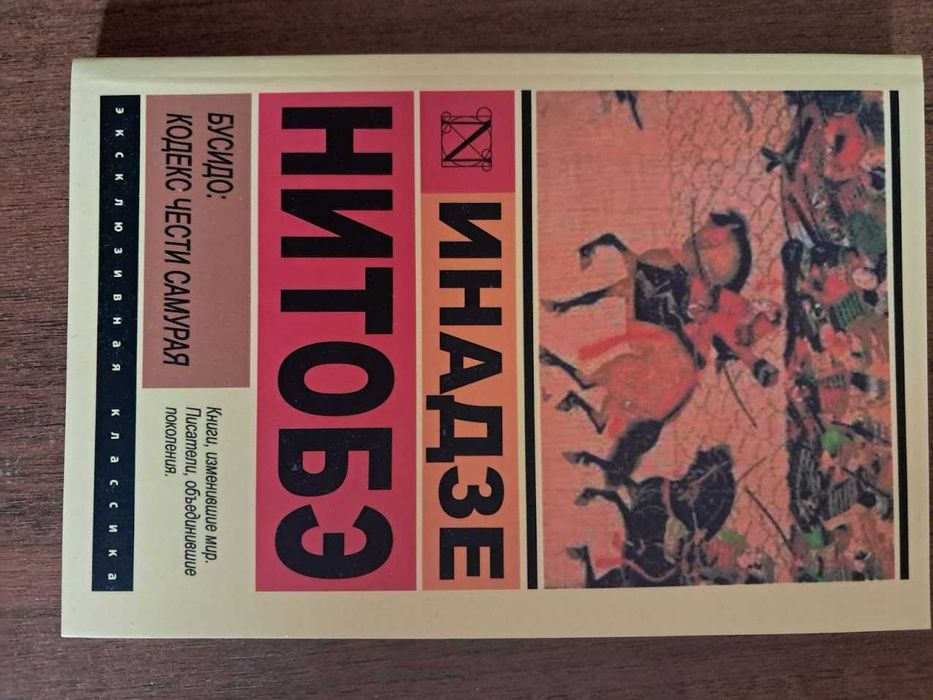 ИНАДЗЕ
НИТОБЭ
БУСИДО:
КОДЕКС ЧЕСТИ САМУРАЯ
Книги, изменившие мир.
Писатели, объединившие
поколения.
эксклюзивная классика